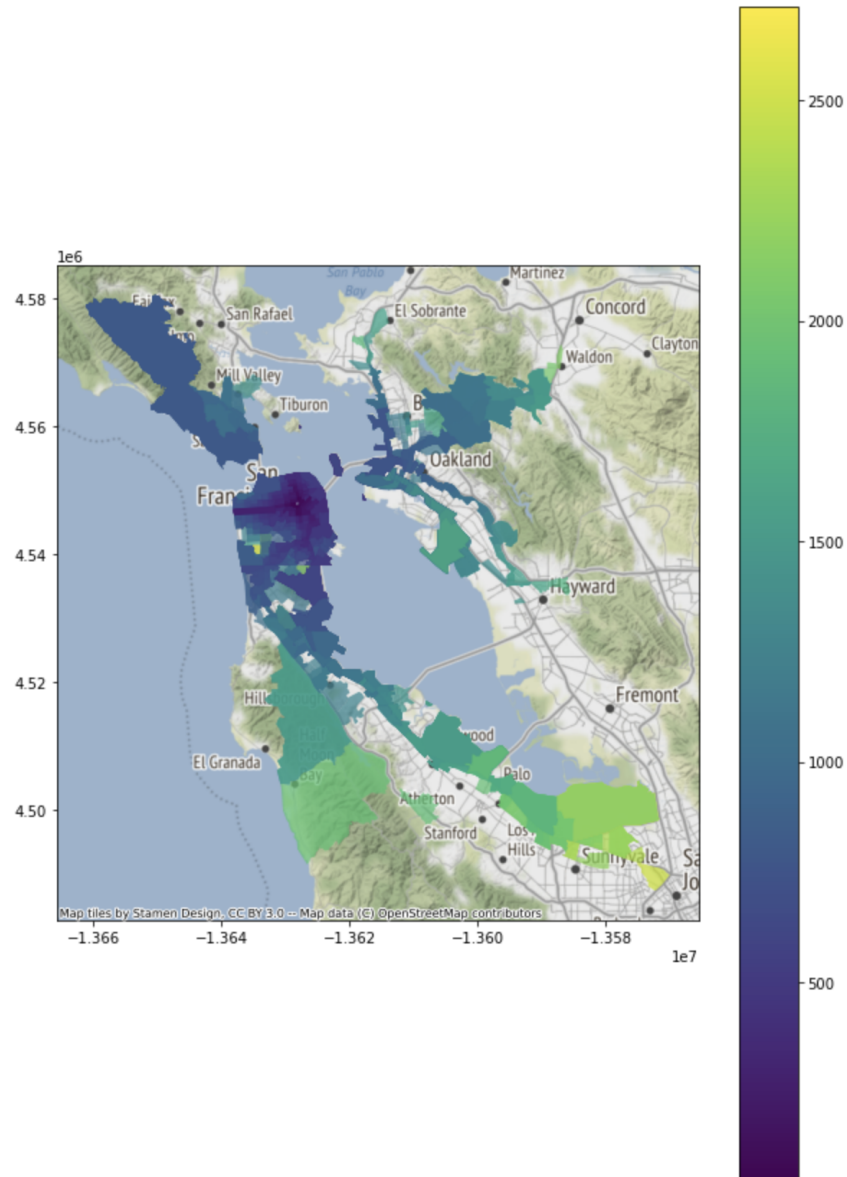 2500
2000
1500
1000
500
1e6
4.58
4.56
4.54
4.52
4.50
San Pablo
Bay
Martinez
Fairfax
San Rafael
El Sobrante
Concord
Clayton
Mill Valley
Waldon
Tiburon
B
Oakland
San
Franci
Hayward
Hillsborough
Half
Moon
Bay
wood
Fremont
El Granada
Palo
Atherton
Los
Hills
Stanford
Sunnyvale
Sa
Jo
Map tiles by Stamen Design, CC BY 3.0 -- Map data (C) OpenStreetMap contributors
−1.366
−1.364
−1.362
−1.360
−1.358
1e7